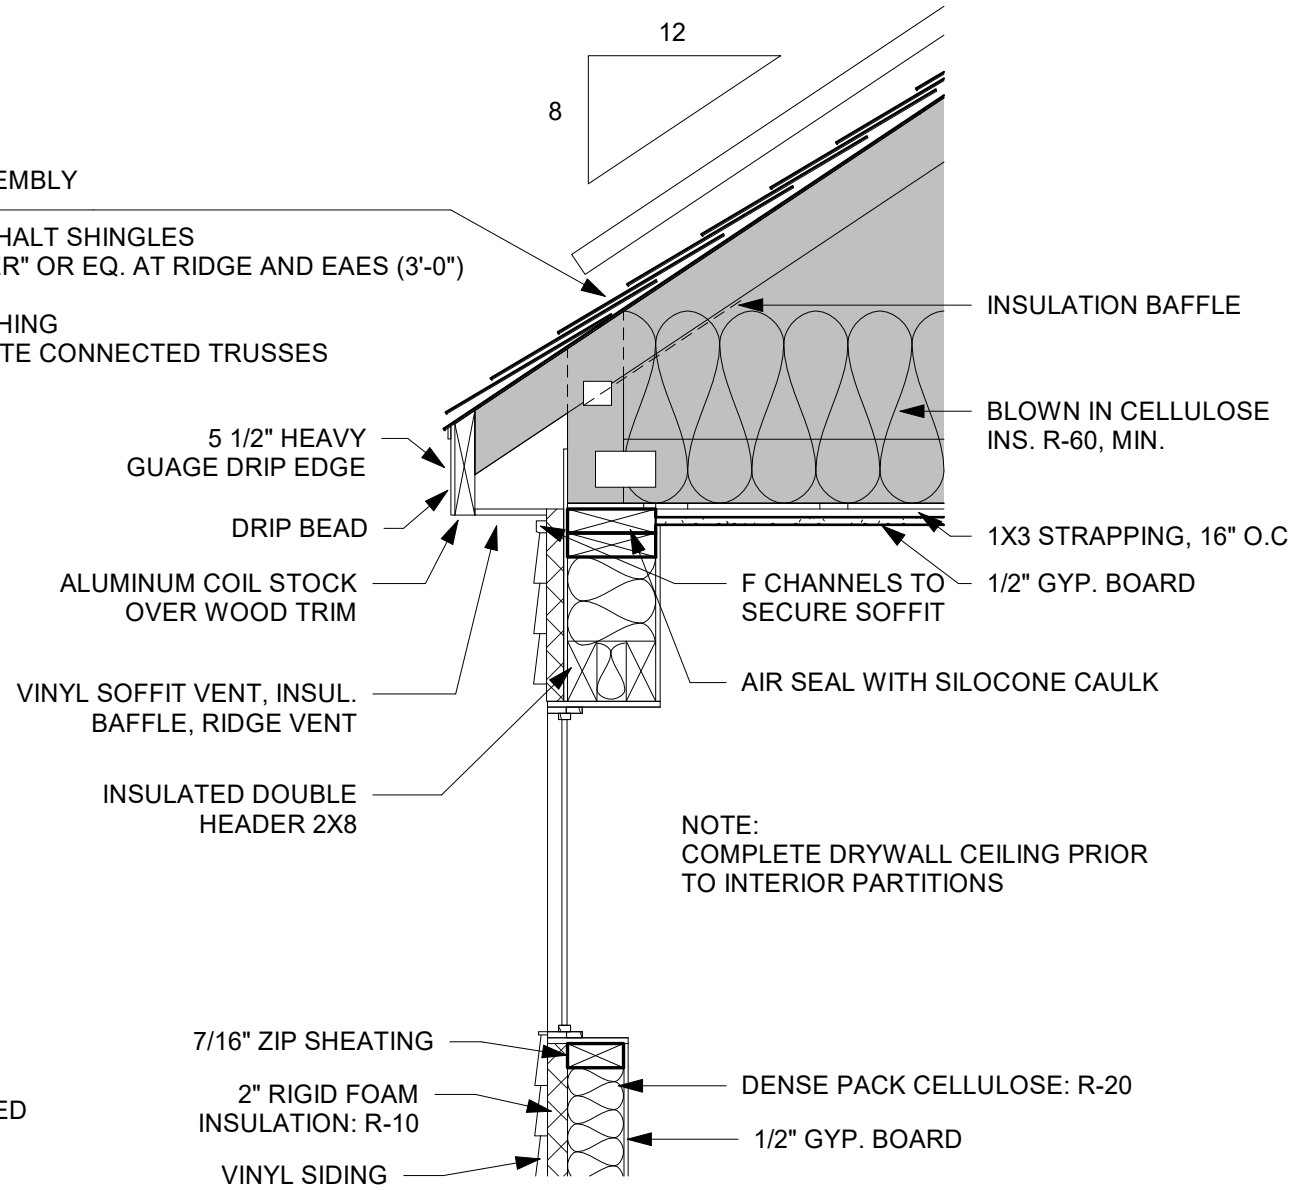 12
8
EMBLY
HALT SHINGLES
ER" OR EQ. AT RIDGE AND EAES (3'-0")
HING
TE CONNECTED TRUSSES
INSULATION BAFFLE
BLOWN IN CELLULOSE
INS. R-60, MIN.
5 1/2" HEAVY
GUAGE DRIP EDGE
DRIP BEAD
1X3 STRAPPING, 16" O.C
ALUMINUM COIL STOCK
OVER WOOD TRIM
F CHANNELS TO
SECURE SOFFIT
1/2" GYP. BOARD
VINYL SOFFIT VENT, INSUL.
BAFFLE, RIDGE VENT
AIR SEAL WITH SILOCONE CAULK
INSULATED DOUBLE
HEADER 2X8
NOTE:
COMPLETE DRYWALL CEILING PRIOR
TO INTERIOR PARTITIONS
7/16" ZIP SHEATING
2" RIGID FOAM
INSULATION: R-10
ED
DENSE PACK CELLULOSE: R-20
1/2" GYP. BOARD
VINYL SIDING